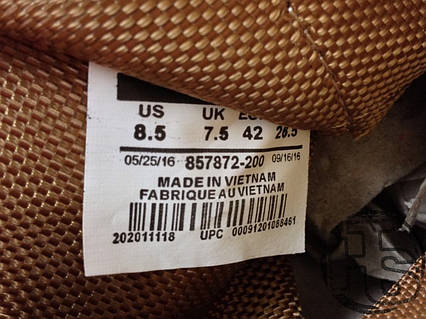 US UK EUR
8.5 7.5 42 26.5
05/25/16 857872-200 09/16/16
MADE IN VIETNAM
FABRIQUE AU VIETNAM
202011118 UPC 00091201088461